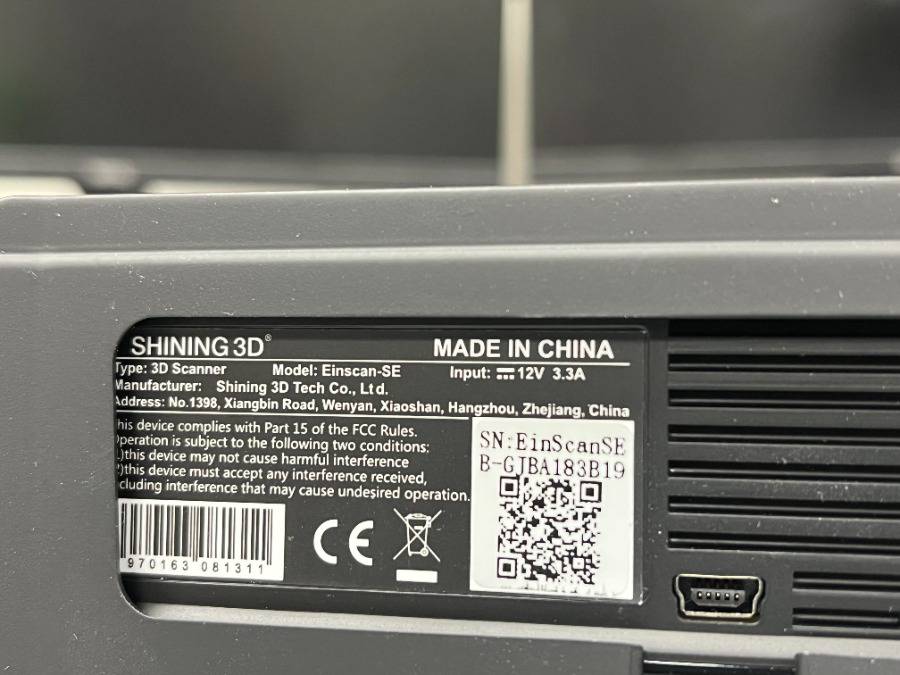 SHINING 3D®
MADE IN CHINA
Type: 3D Scanner Model: Einscan-SE Input: 12V 3.3A
Manufacturer: Shining 3D Tech Co., Ltd.
Address: No.1398, Xiangbin Road, Wenyan, Xiaoshan, Hangzhou, Zhejiang, China
his device complies with Part 15 of the FCC Rules.
peration is subject to the following two conditions:
)this device may not cause harmful interference
)this device must accept any interference received,
cluding interference that may cause undesired operation.
SN:EinScanSE
B-GJBA183B19
970163 081311
CE